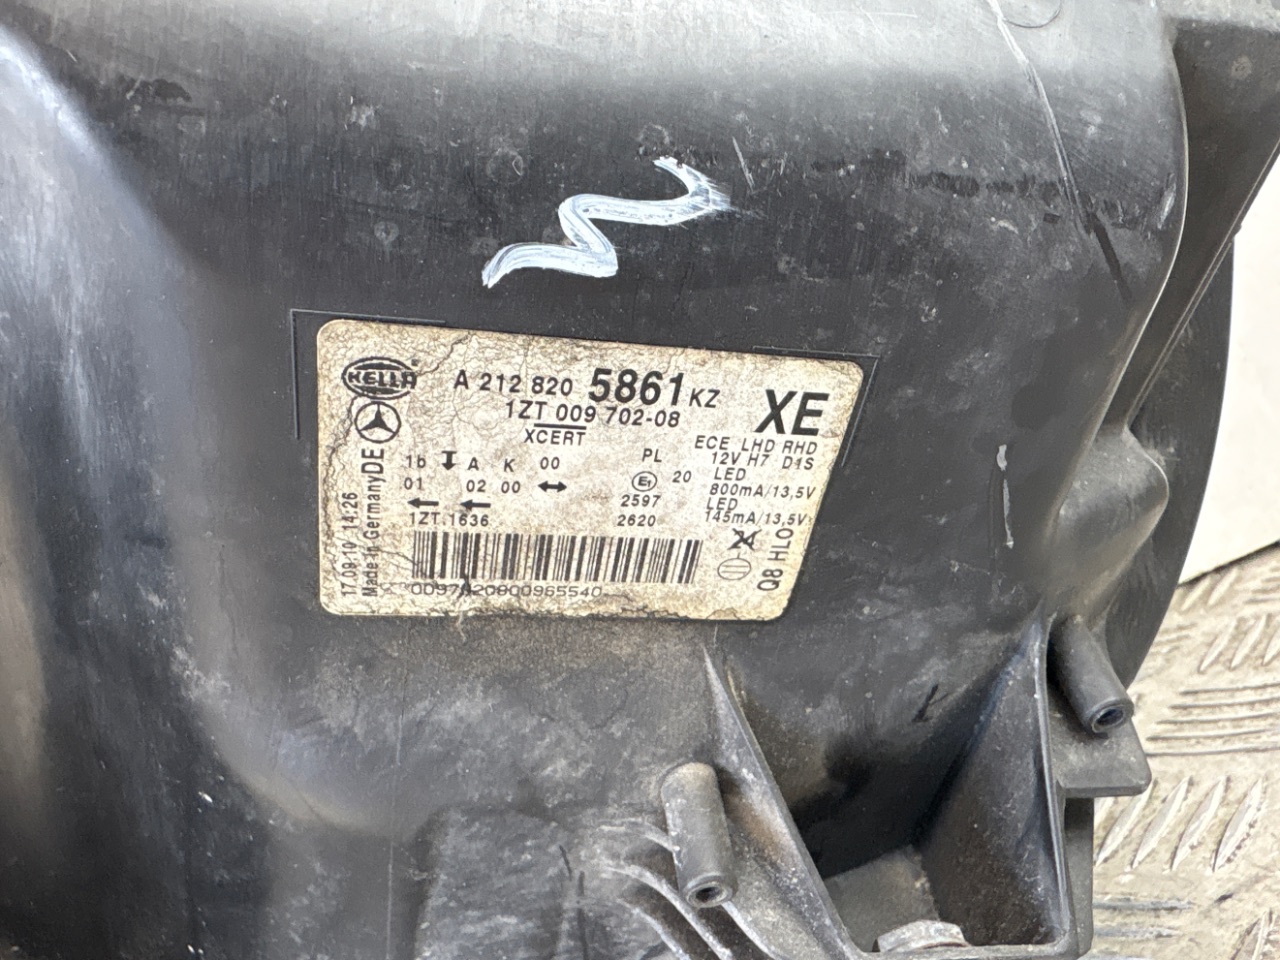 HELLA
A 212 820 5861 KZ
XE
1ZT 009 702-08
XCERT
DE
1b A K 00
01 02 00
1ZT.1636
PL
E1 20
2597
2620
ECE LHD RHD
12V H7 D1S
LED
800mA/13,5V
LED
145mA/13,5V
Q8 HLO
17.09.10 14:26
Made in Germany